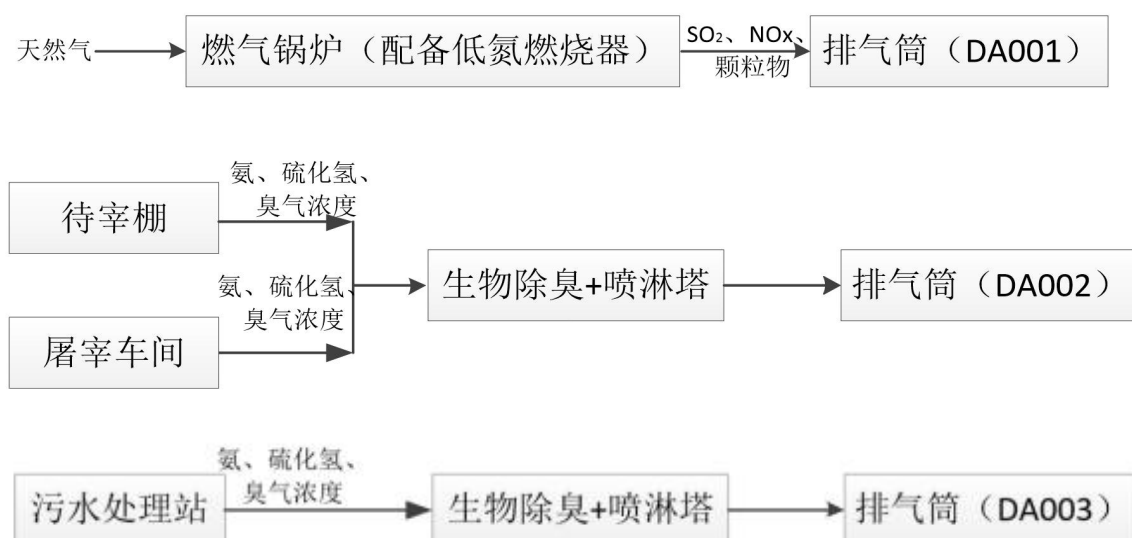 天然气
燃气锅炉（配备低氮燃烧器）
SO₂、NOx、
颗粒物
排气筒（DA001）
待宰棚
氨、硫化氢、
臭气浓度
屠宰车间
氨、硫化氢、
臭气浓度
生物除臭+喷淋塔
排气筒（DA002）
污水处理站
氨、硫化氢、
臭气浓度
生物除臭+喷淋塔
排气筒（DA003）